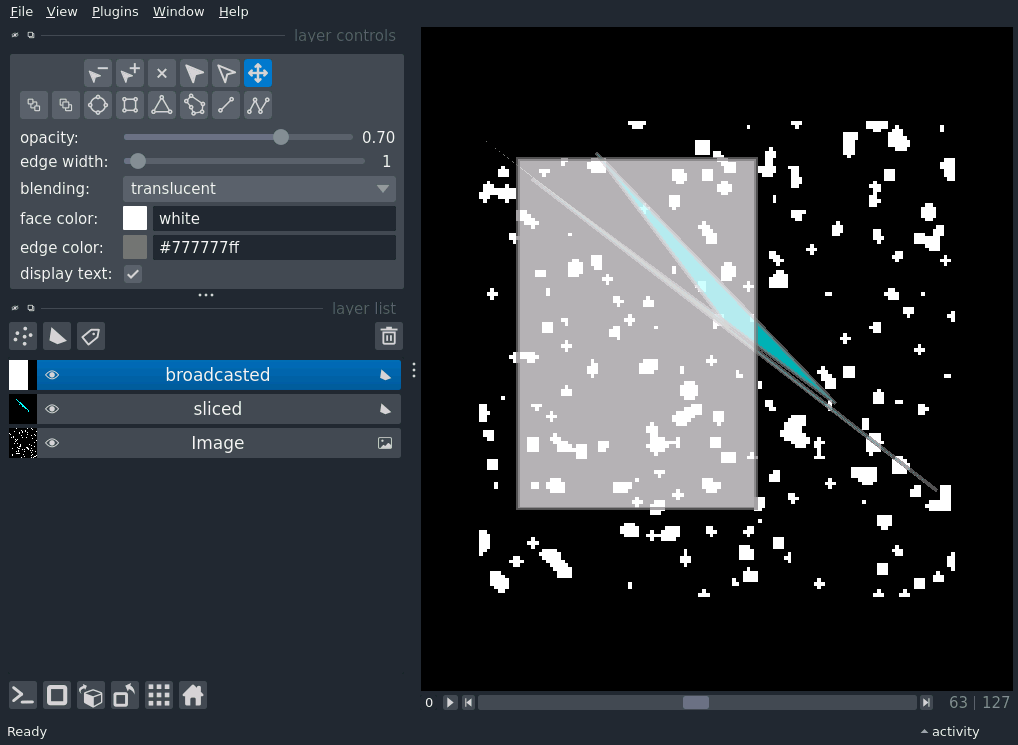 File View Plugins Window Help
layer controls
opacity: 0.70
edge width: 1
blending: translucent
face color: white
edge color: #777777ff
display text:
layer list
broadcasted
sliced
Image
0 63 | 127
Ready activity